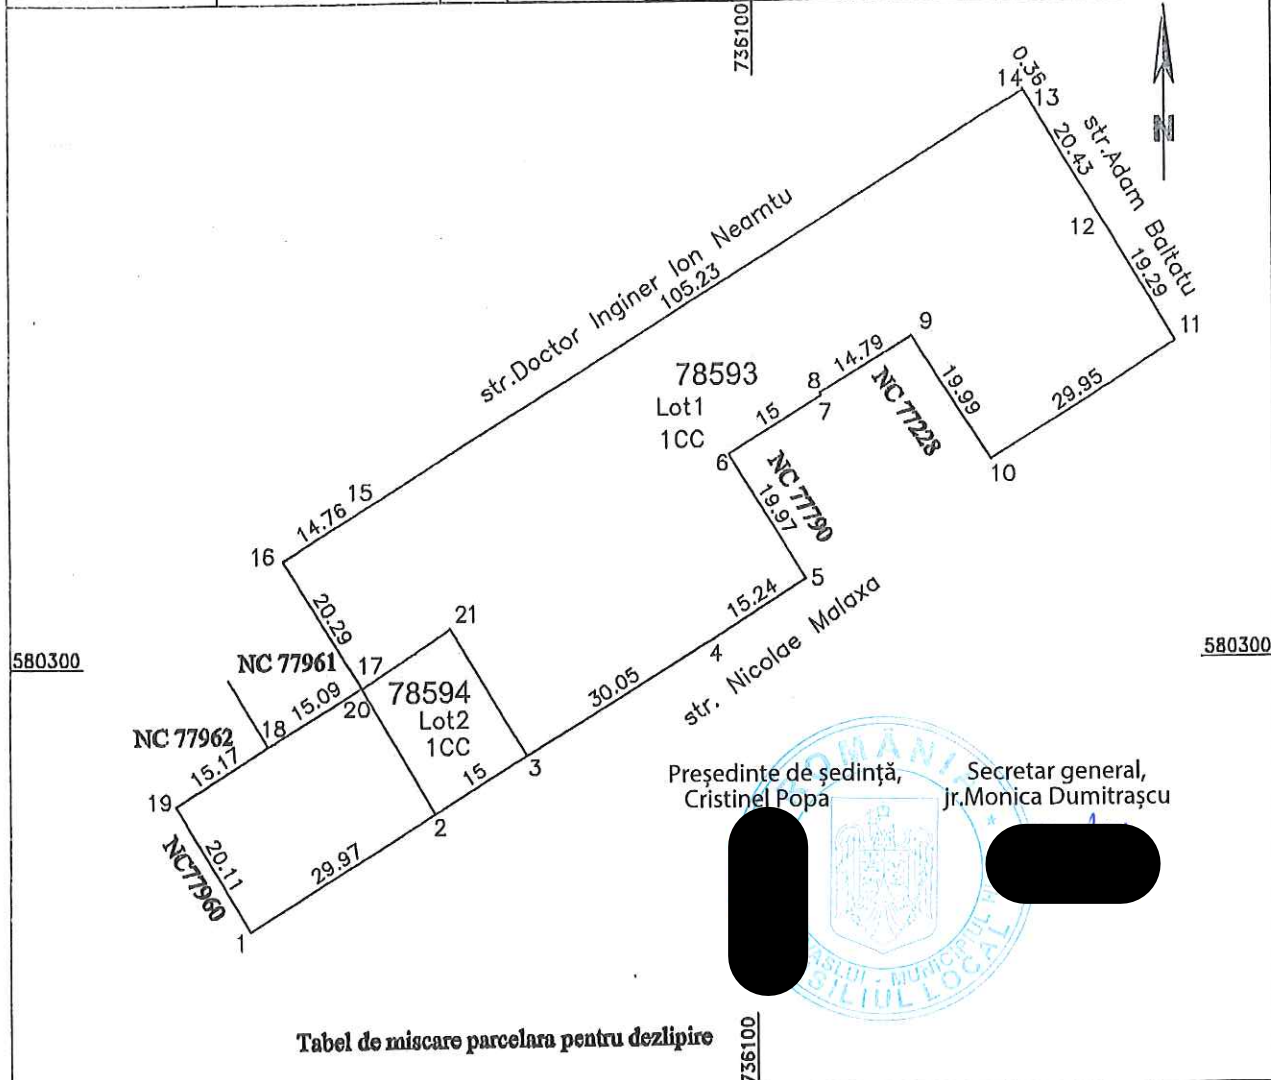 736100
14
0.36
13
str.Adam Baltatu
20.43
12
19.29
11
str.Doctor Inginer Ion Neamtu
105.23
9
14.79
8
7
78593
Lot1
1CC
15
6
NC 77228
19.99
29.95
10
NC 77790
19.97
5
15
14.76
16
20.29
21
15.24
4
str. Nicolae Malaxa
30.05
580300
580300
NC 77961
17
15.09
20
78594
Lot2
1CC
18
NC 77962
15.17
19
15
3
2
20.11
NC77960
29.97
1
Președinte de ședință,
Cristinel Popa
Secretar general,
jr.Monica Dumitrașcu
ROMÂNIA *
MUNICIPIUL
LOCAL
Tabel de miscare parcelara pentru dezlipire
736100
N